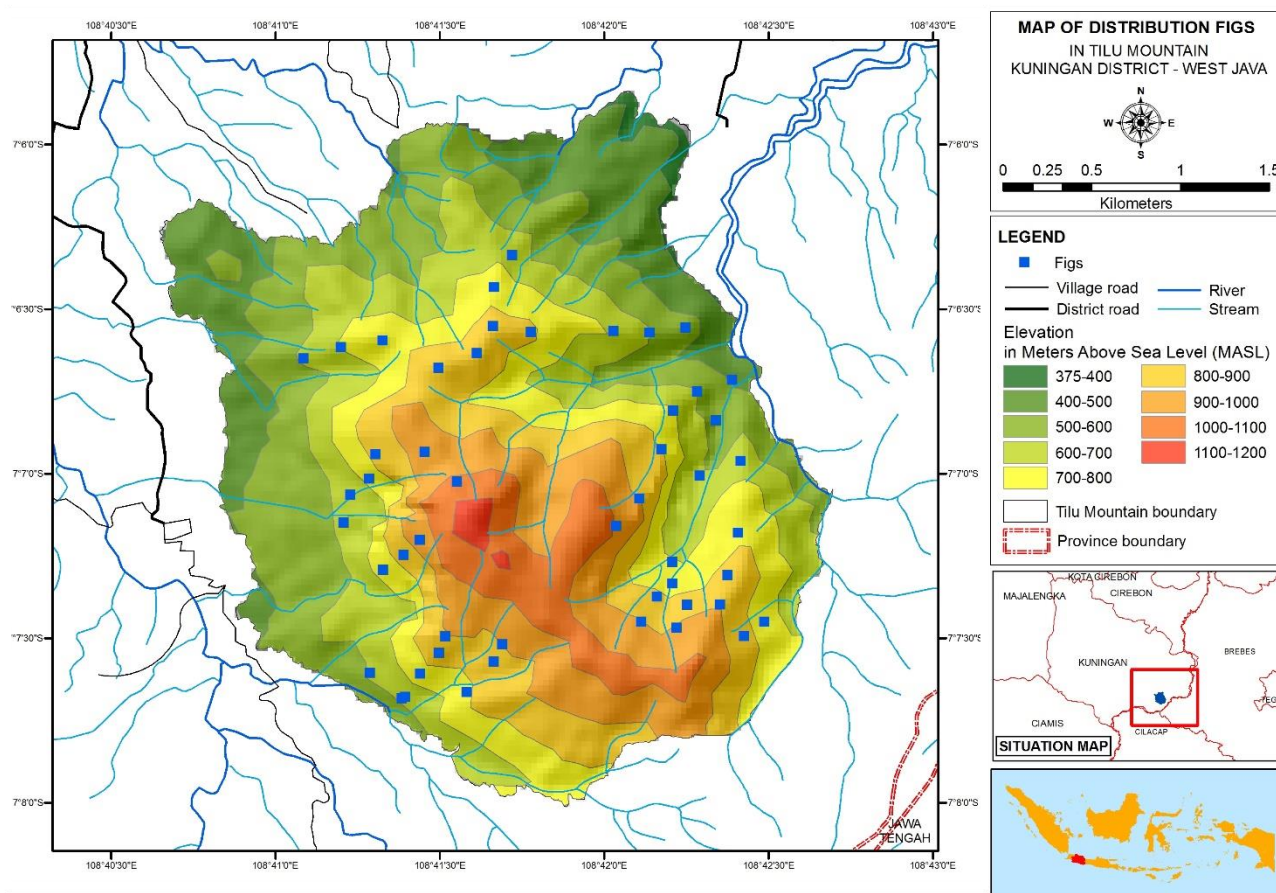 108°40'30"E 108°41'0"E 108°41'30"E 108°42'0"E 108°42'30"E 108°43'0"E
7°6'0"S
7°6'30"S
7°7'0"S
7°7'30"S
7°8'0"S
7°6'0"S
7°6'30"S
7°7'0"S
7°7'30"S
7°8'0"S
JAWA
TENGAH
108°40'30"E 108°41'0"E 108°41'30"E 108°42'0"E 108°42'30"E 108°43'0"E
MAP OF DISTRIBUTION FIGS
IN TILU MOUNTAIN
KUNINGAN DISTRICT - WEST JAVA
N
W E
S
0 0.25 0.5 1 1.5
Kilometers
LEGEND
Figs
Village road River
District road Stream
Elevation
in Meters Above Sea Level (MASL)
375-400 800-900
400-500 900-1000
500-600 1000-1100
600-700 1100-1200
700-800
Tilu Mountain boundary
Province boundary
KOTA CIREBON
MAJALENGKA CIREBON
BREBES
KUNINGAN
TEG
CIAMIS
CILACAP
SITUATION MAP